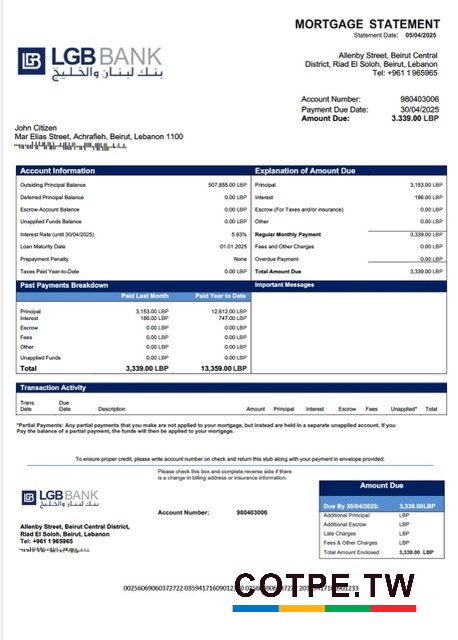 MORTGAGE STATEMENT
Statement Date: 05/04/2025
LGB BANK
بنك لبنان والخليج
Allenby Street, Beirut Central
District, Riad El Soloh, Beirut, Lebanon
Tel: +961 1 965965
Account Number: 980403006
Payment Due Date: 30/04/2025
Amount Due: 3.339.00 LBP
John Citizen
Mar Elias Street, Achrafieh, Beirut, Lebanon 1100
Account Information
Explanation of Amount Due
Outsiding Principal Balance 507,855.00 LBP
Principal 3,153.00 LBP
Deferred Principal Balance 0.00 LBP
Interest 186.00 LBP
Escrow Account Balance 0.00 LBP
Escrow (For Taxes and/or insurance) 0.00 LBP
Unapplied Funds Balance 0.00 LBP
Other 0.00 LBP
Interest Rate (until 30/04/2025) 5.93%
Regular Monthly Payment 3,339.00 LBP
Loan Maturity Date 01.01.2025
Fees and Other Charges 0.00 LBP
Prepayment Penalty None
Overdue Payment 0.00 LBP
Taxes Paid Year-to-Date 0.00 LBP
Total Amount Due 3,339.00 LBP
Past Payments Breakdown
Important Messages
Paid Last Month Paid Year to Date
Principal 3,153.00 LBP 12,612.00 LBP
Interest 186.00 LBP 747.00 LBP
Escrow 0.00 LBP 0.00 LBP
Fees 0.00 LBP 0.00 LBP
Other 0.00 LBP 0.00 LBP
Unapplied Funds 0.00 LBP 0.00 LBP
Total 3,339.00 LBP 13,359.00 LBP
Transaction Activity
Trans. Date Due Date Description Amount Principal Interest Escrow Fees Unapplied* Total
*Partial Payments: Any partial payments that you make are not applied to your mortgage, but instead are held in a separate unapplied account. If you
Pay the balance of a partial payment, the funds will then be applied to your mortgage.
To ensure proper credit, please write account number on check and return this stub along with your payment in envelope provided.
Please check this box and complete reverse side if there
is a change in billing address or insurance information.
LGB BANK
بنك لبنان والخليج
Account Number: 980403006
Allenby Street, Beirut Central District,
Riad El Soloh, Beirut, Lebanon
Tel: +961 1 965965
Amount Due
Due By 30/04/2025: 3,339.00LBP
Additional Principal LBP
Additional Escrow LBP
Late Charges LBP
Fees & Other Charges LBP
Total Amount Enclosed 3,339.00 LBP
COTPE.TW